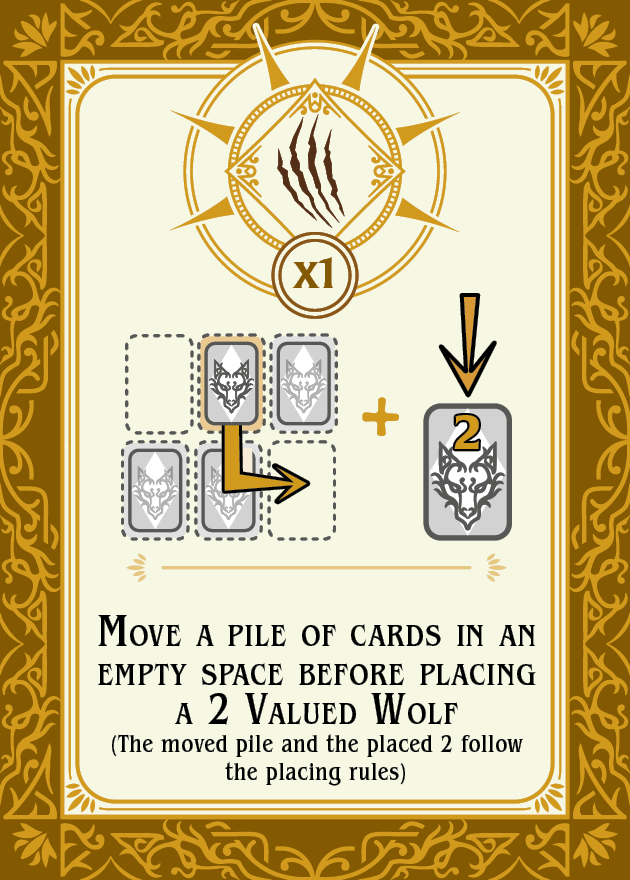 X1
2
Move a pile of cards in an
empty space before placing
a 2 Valued Wolf
(The moved pile and the placed 2 follow
the placing rules)